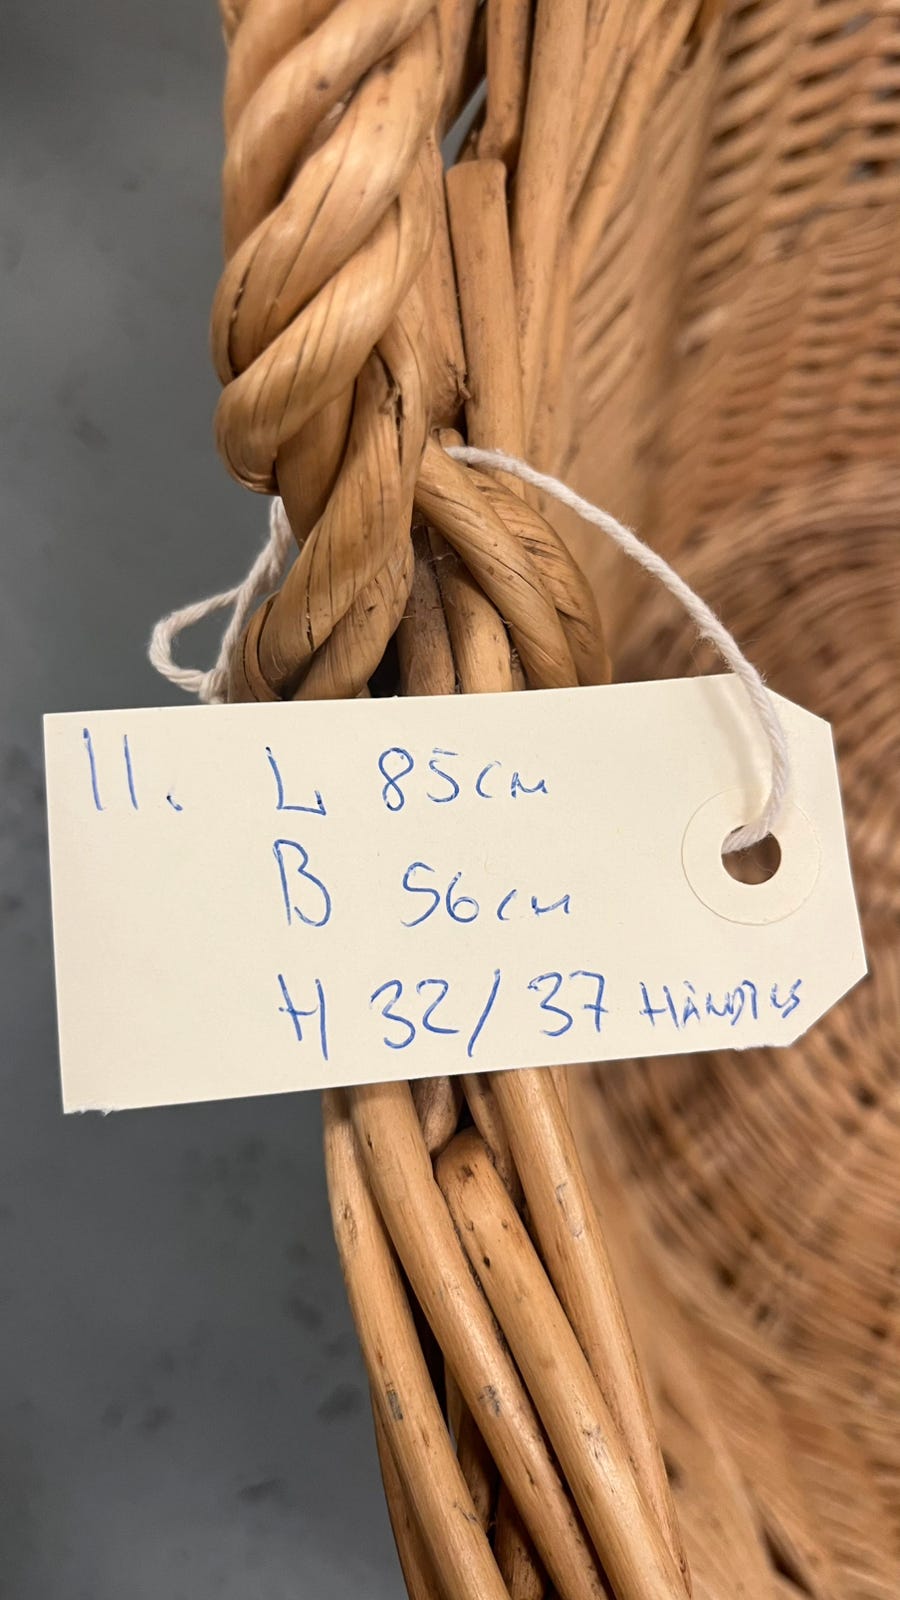 11. L 85cm
B 56cm
H 32/37 HANDLES